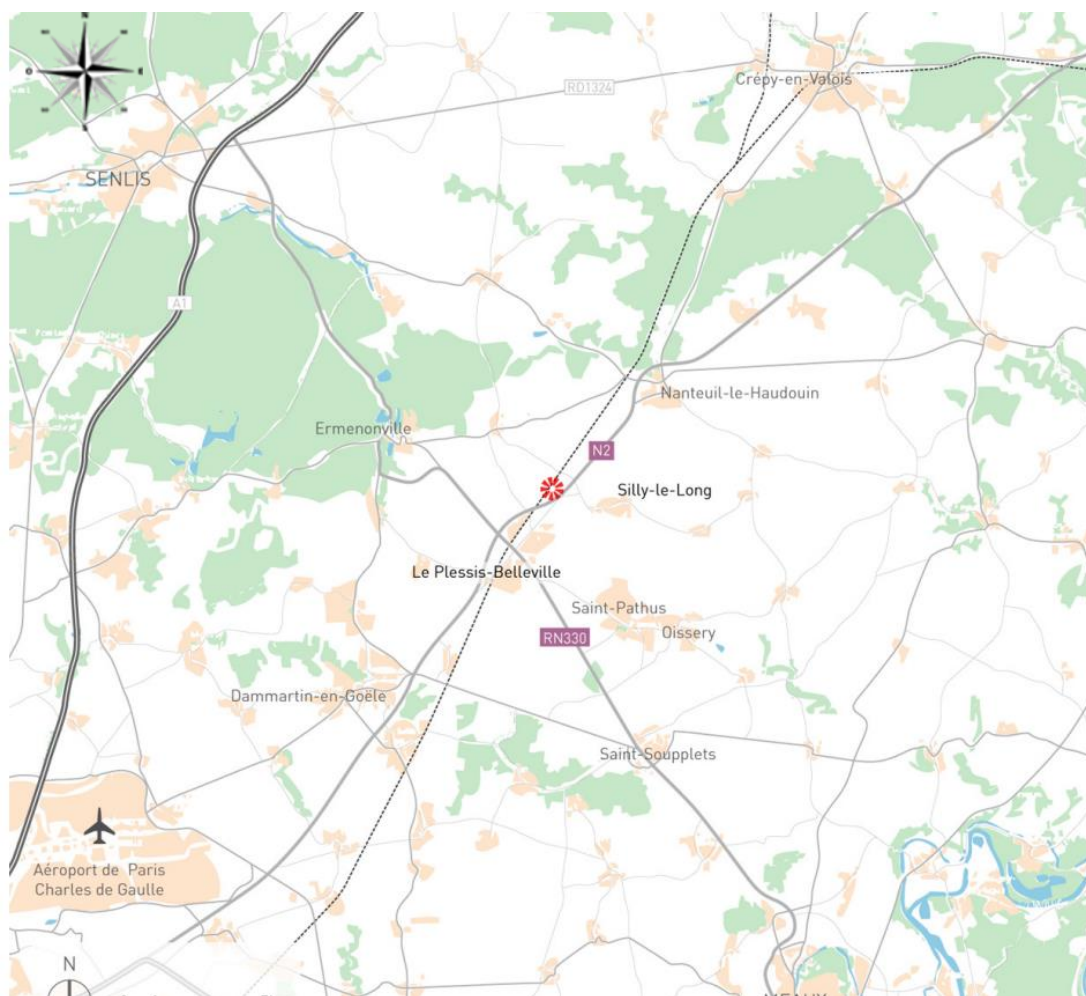 Crépy-en-Valois
RD1324
SENLIS
A1
Nanteuil-le-Haudouin
Ermenonville
N2
Silly-le-Long
Le Plessis-Belleville
Saint-Pathus
Oissery
RN330
Dammartin-en-Goële
Saint-Soupplets
Aéroport de Paris
Charles de Gaulle
N